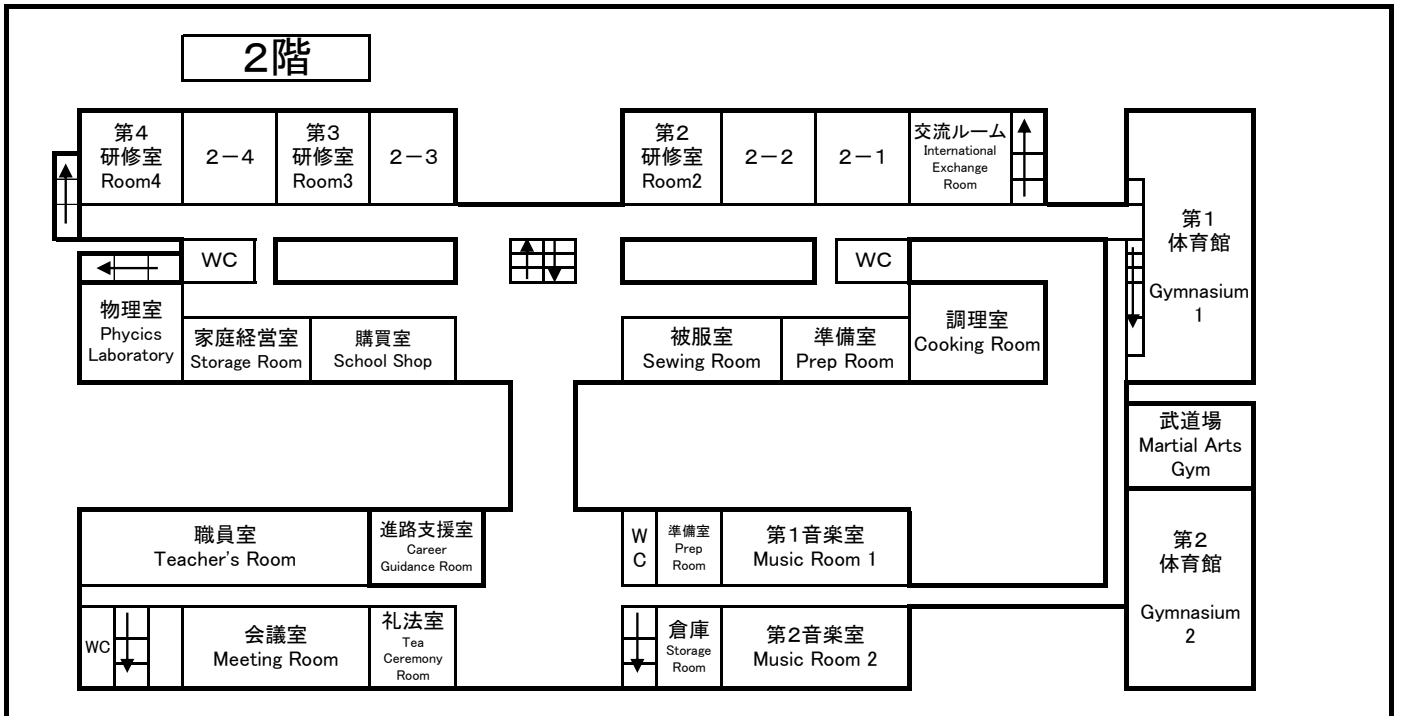 2階
第4
研修室
Room4
2－4
第3
研修室
Room3
2－3
第2
研修室
Room2
2－2
2－1
交流ルーム
International
Exchange
Room
第1
体育館
Gymnasium
1
WC
WC
物理室
Phycics
Laboratory
家庭経営室
Storage Room
購買室
School Shop
被服室
Sewing Room
準備室
Prep Room
調理室
Cooking Room
武道場
Martial Arts
Gym
職員室
Teacher's Room
進路支援室
Career
Guidance Room
W
C
準備室
Prep
Room
第1音楽室
Music Room 1
第2
体育館
Gymnasium
2
WC
会議室
Meeting Room
礼法室
Tea
Ceremony
Room
倉庫
Storage
Room
第2音楽室
Music Room 2